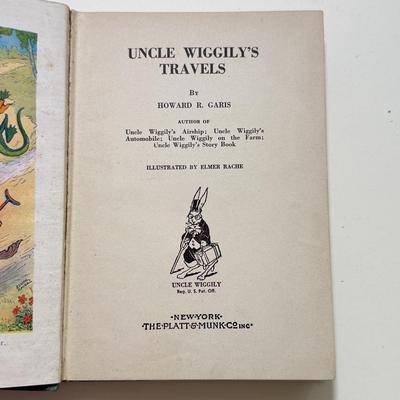 UNCLE WIGGILY'S
TRAVELS
BY
HOWARD R. GARIS
AUTHOR OF
Uncle Wiggily's Airship; Uncle Wiggily's
Automobile; Uncle Wiggily on the Farm;
Uncle Wiggily's Story Book
ILLUSTRATED BY ELMER RACHE
UNCLE WIGGILY
Reg. U. S. Pat. Off.
·NEW·YORK·
·THE·PLATT·&·MUNK·CO INC·